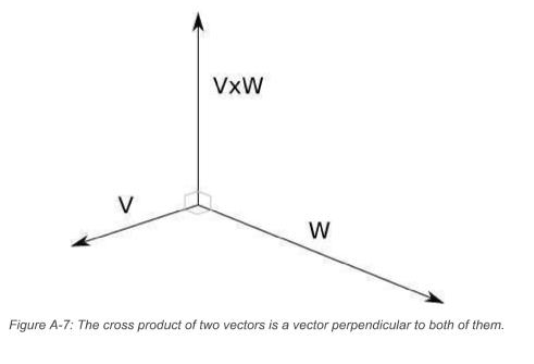 VxW
V
W
Figure A-7: The cross product of two vectors is a vector perpendicular to both of them.